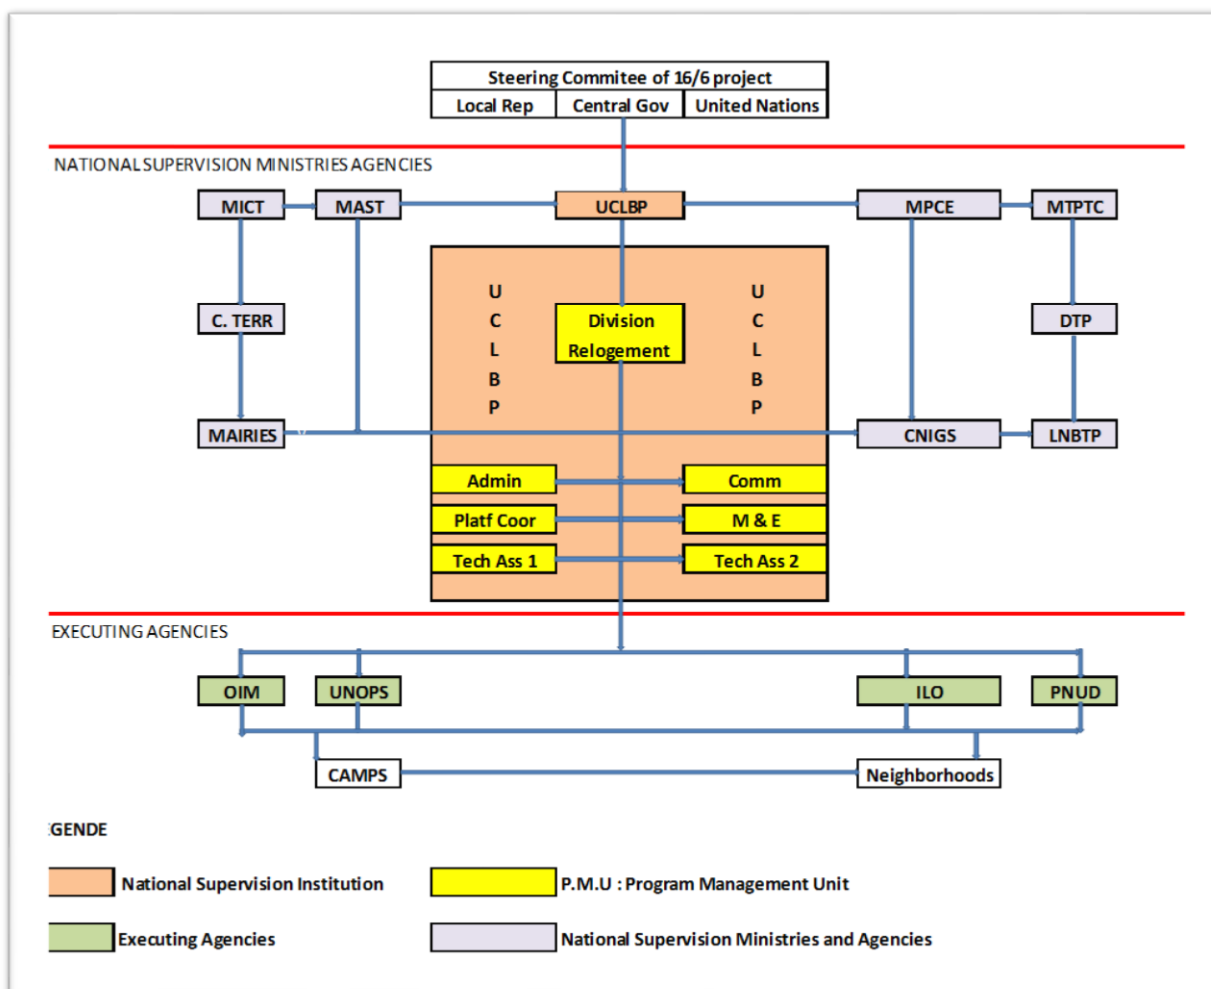 Steering Commitee of 16/6 project
Local Rep Central Gov United Nations
NATIONAL SUPERVISION MINISTRIES AGENCIES
MICT MAST UCLBP MPCE MTPTC
U U
C. TERR C Division C DTP
L Relogement L
B B
P P
MAIRIES CNIGS LNBTP
Admin Comm
Platf Coor M & E
Tech Ass 1 Tech Ass 2
EXECUTING AGENCIES
OIM UNOPS ILO PNUD
CAMPS Neighborhoods
:GENDE
National Supervision Institution P.M.U : Program Management Unit
Executing Agencies National Supervision Ministries and Agencies